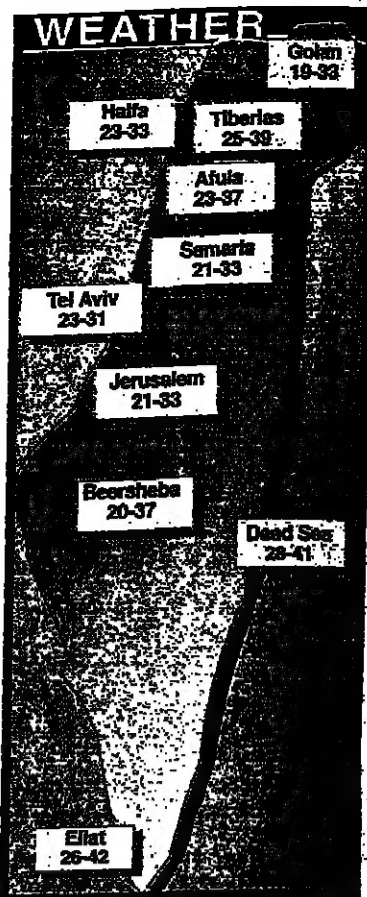 WEATHER
Golan
19-33
Haifa
23-33
Tiberias
25-39
Afula
23-37
Samaria
21-33
Tel Aviv
23-31
Jerusalem
21-33
Beersheba
20-37
Dead Sea
28-41
Eilat
26-42